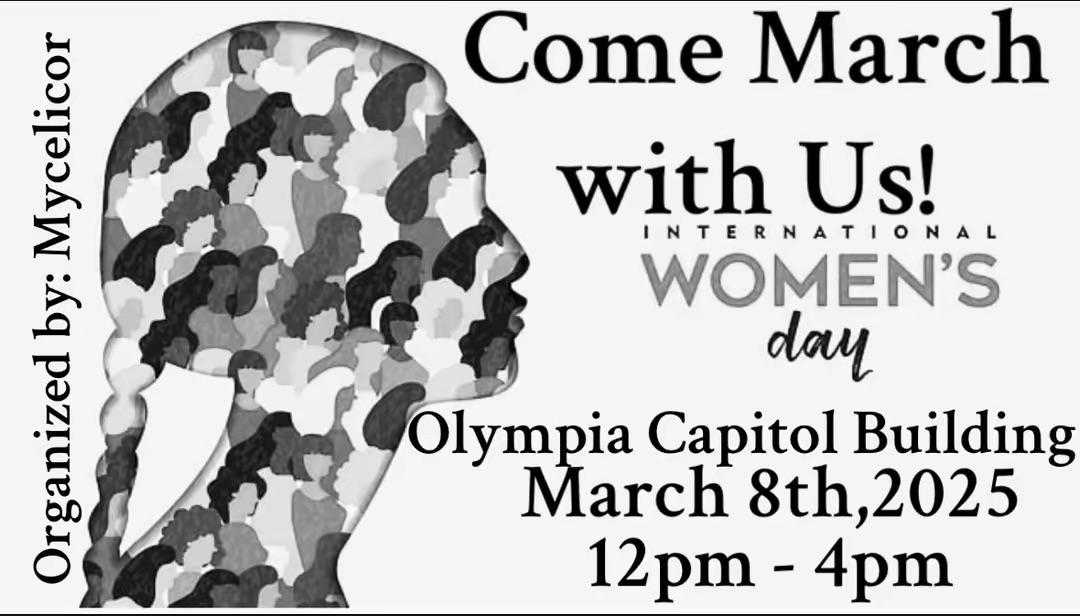 Organized by: Mycelicor
Come March
with Us!
INTERNATIONAL
WOMEN'S
day
Olympia Capitol Building
March 8th,2025
12pm - 4pm